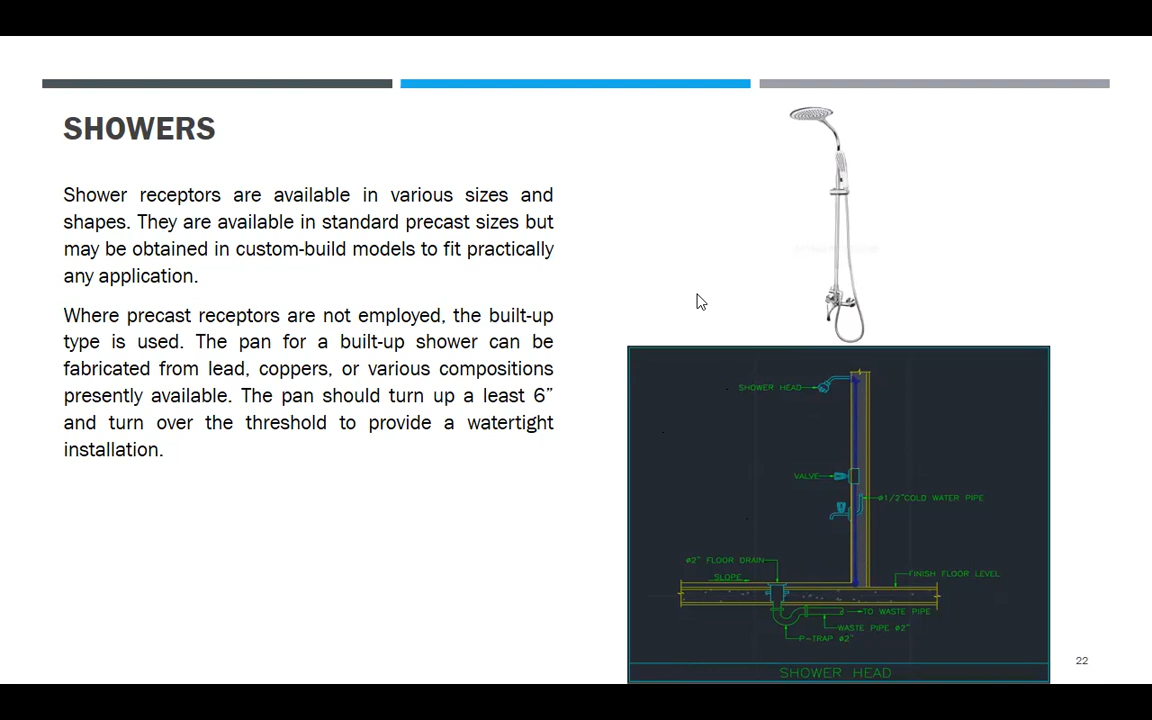 SHOWERS
Shower receptors are available in various sizes and
shapes. They are available in standard precast sizes but
may be obtained in custom-build models to fit practically
any application.
Where precast receptors are not employed, the built-up
type is used. The pan for a built-up shower can be
fabricated from lead, coppers, or various compositions
presently available. The pan should turn up a least 6”
and turn over the threshold to provide a watertight
installation.
SHOWER HEAD
VALVE
Ø1/2"COLD WATER PIPE
Ø2" FLOOR DRAIN
SLOPE
FINISH FLOOR LEVEL
TO WASTE PIPE
WASTE PIPE Ø2"
P-TRAP Ø2"
SHOWER HEAD
22